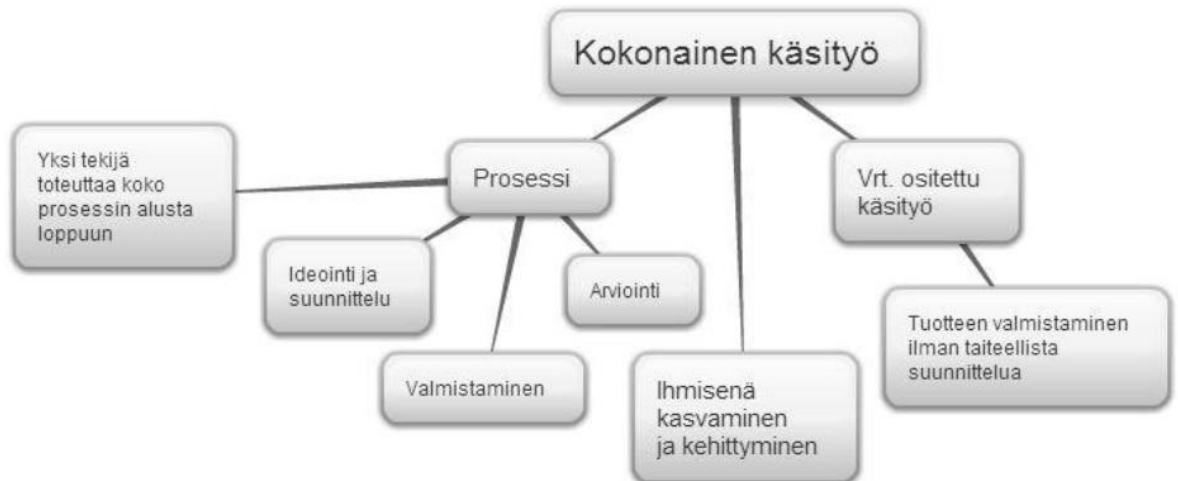 Kokonainen käsityö
Yksi tekijä
toteuttaa koko
prosessin alusta
loppuun
Prosessi
Vrt. ositettu
käsityö
Ideointi ja
suunnittelu
Arviointi
Valmistaminen
Ihmisenä
kasvaminen
ja kehittyminen
Tuotteen valmistaminen
ilman taiteellista
suunnittelua